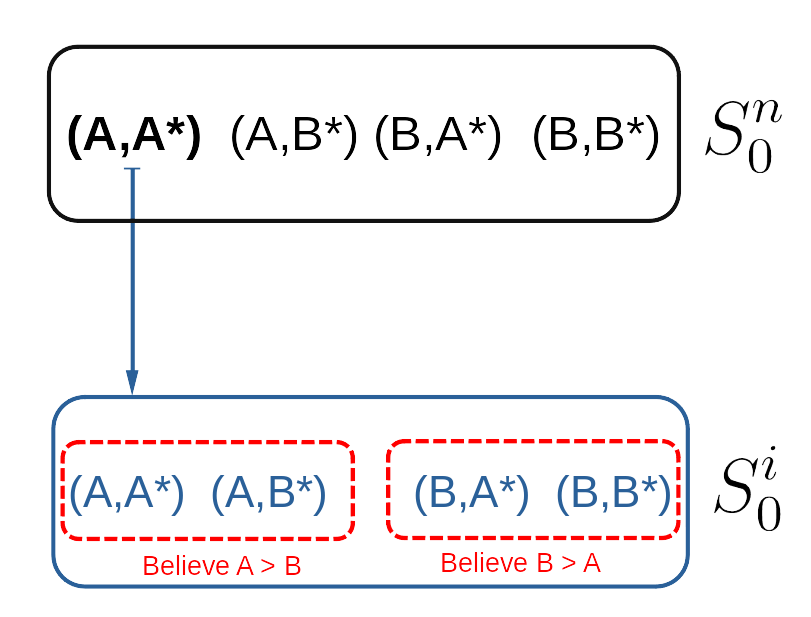 (A,A*) (A,B*) (B,A*) (B,B*)
S_0^n
(A,A*) (A,B*) (B,A*) (B,B*)
S_0^i
Believe A > B Believe B > A